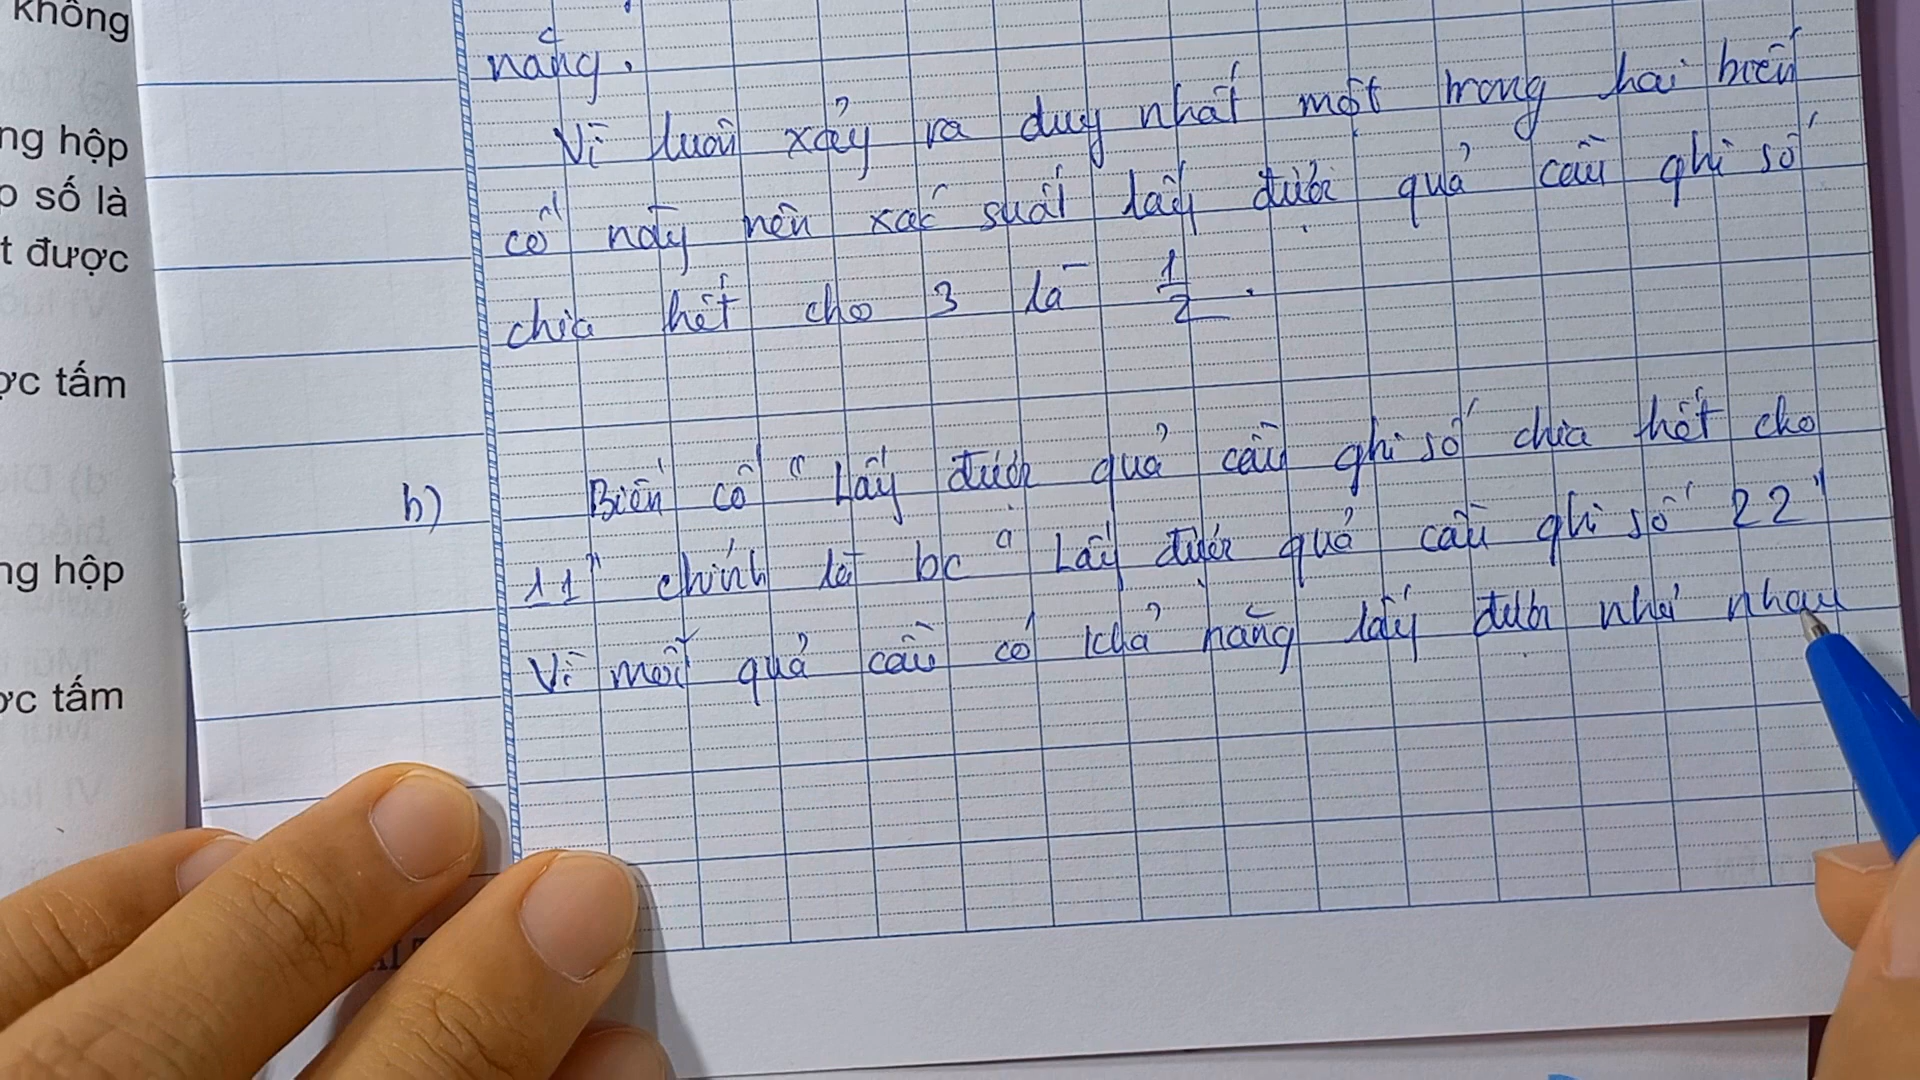 không
ng hộp
o số là
t được
ợc tấm
ng hộp
ợc tấm
năng.
Vì luôn xảy ra duy nhất một trong hai biến
cố này nên xác suất lấy được quả cầu ghi số
chia hết cho 3 là 1/2.
b) Biến cố "Lấy được quả cầu ghi số chia hết cho
11" chính là bc "Lấy được quả cầu ghi số 22"
Vì mỗi quả cầu có khả năng lấy được như nhau